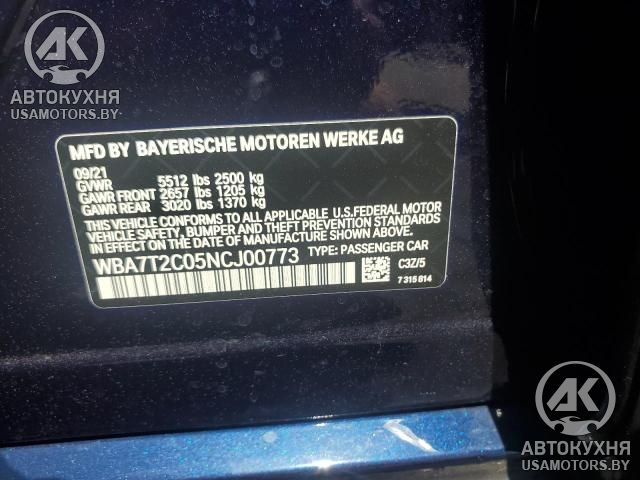 AK
АВТОКУХНЯ
USAMOTORS.BY
MFD BY BAYERISCHE MOTOREN WERKE AG
09/21
GVWR 5512 lbs 2500 kg
GAWR FRONT 2657 lbs 1205 kg
GAWR REAR 3020 lbs 1370 kg
THIS VEHICLE CONFORMS TO ALL APPLICABLE U.S. FEDERAL MOTOR
VEHICLE SAFETY, BUMPER AND THEFT PREVENTION STANDARDS IN EFFECT
ON THE DATE OF MANUFACTURE SHOWN ABOVE.
WBA7T2C05NCJ00773 TYPE: PASSENGER CAR
C3Z/5
7 315 814
AK
АВТОКУХНЯ
USAMOTORS.BY